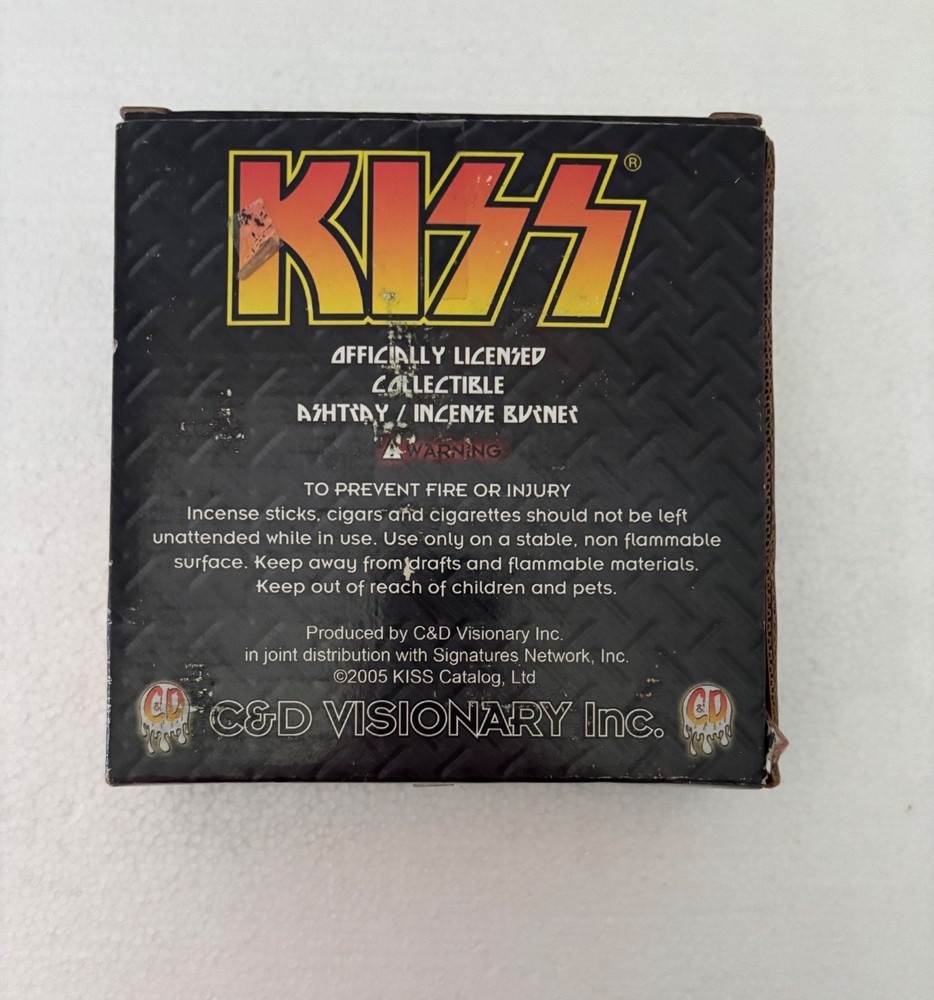 KISS®
OFFICIALLY LICENSED
COLLECTIBLE
ASHTRAY / INCENSE BURNER
WARNING
TO PREVENT FIRE OR INJURY
Incense sticks, cigars and cigarettes should not be left
unattended while in use. Use only on a stable, non flammable
surface. Keep away from drafts and flammable materials.
Keep out of reach of children and pets.
Produced by C&D Visionary Inc.
in joint distribution with Signatures Network, Inc.
©2005 KISS Catalog, Ltd
C&D C&D VISIONARY Inc. C&D